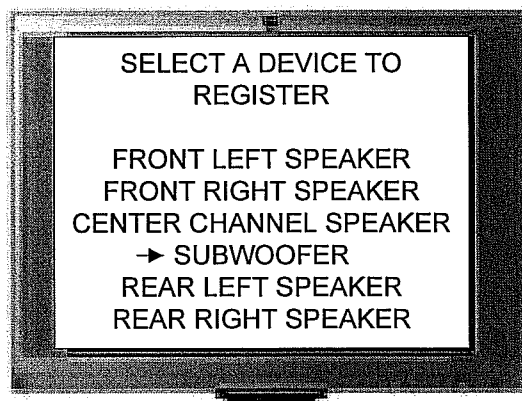 SELECT A DEVICE TO
REGISTER
FRONT LEFT SPEAKER
FRONT RIGHT SPEAKER
CENTER CHANNEL SPEAKER
→ SUBWOOFER
REAR LEFT SPEAKER
REAR RIGHT SPEAKER